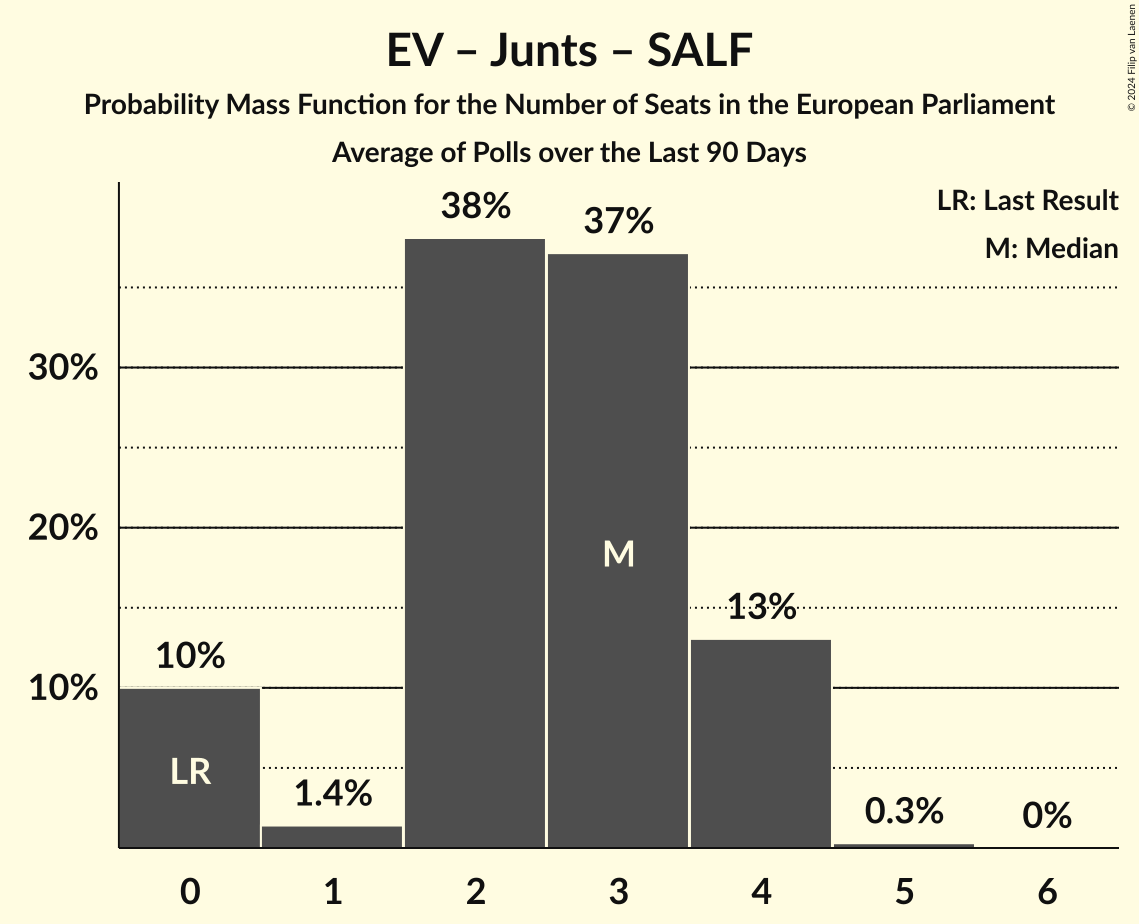 EV – Junts – SALF
Probability Mass Function for the Number of Seats in the European Parliament
Average of Polls over the Last 90 Days
© 2024 Filip van Laenen
LR: Last Result
M: Median
38%
37%
30%
20%
10%
10%
1.4%
13%
0.3%
0%
M
LR
0 1 2 3 4 5 6